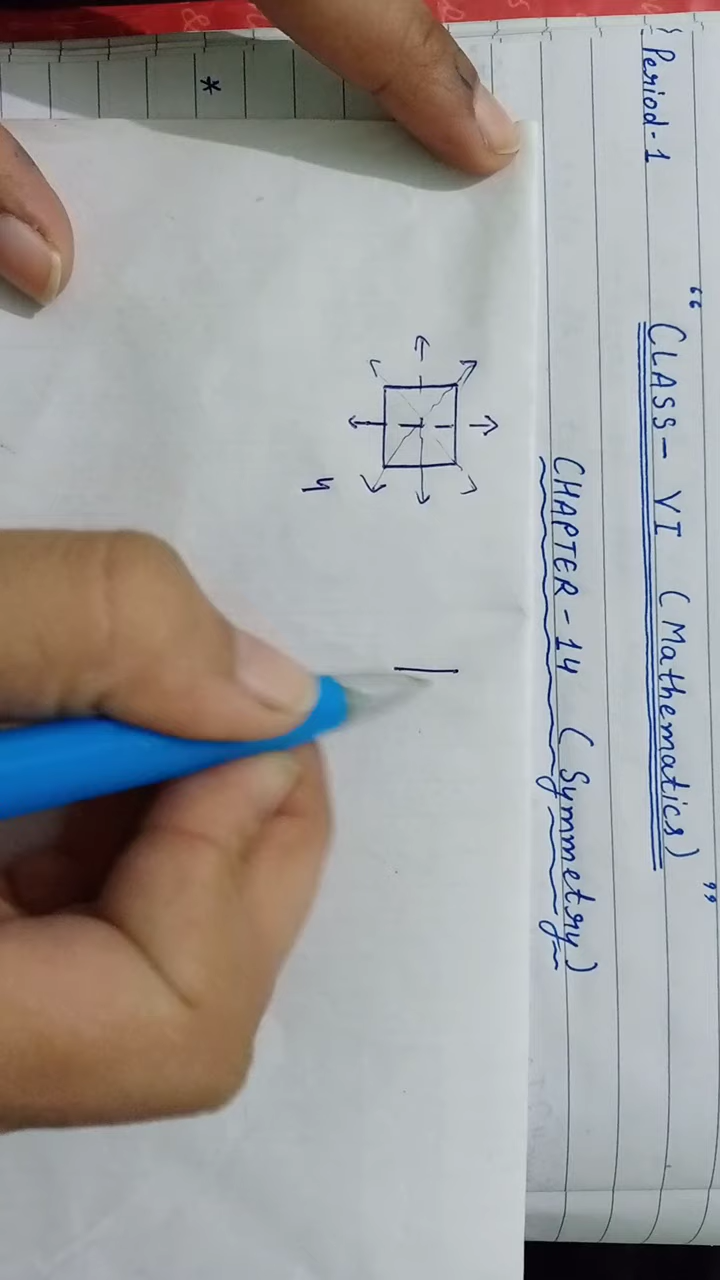 { Period-1
“ CLASS- VI (Mathematics) ”
CHAPTER-14 (Symmetry)
*
4